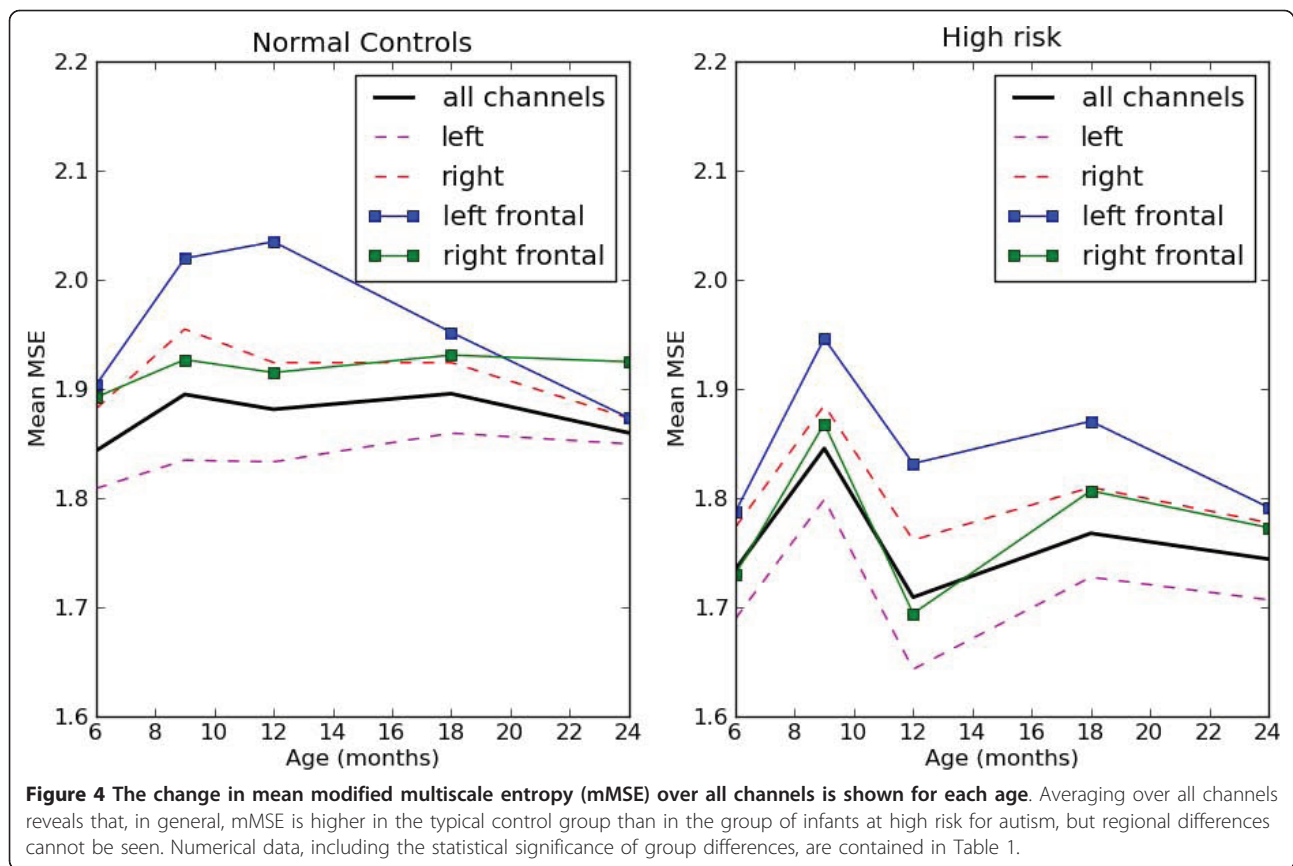 Normal Controls
2.2
2.1
2.0
1.9
1.8
1.7
1.6
Mean MSE
all channels
left
right
left frontal
right frontal
6 8 10 12 14 16 18 20 22 24
Age (months)
High risk
2.2
2.1
2.0
1.9
1.8
1.7
1.6
Mean MSE
all channels
left
right
left frontal
right frontal
6 8 10 12 14 16 18 20 22 24
Age (months)
Figure 4 The change in mean modified multiscale entropy (mMSE) over all channels is shown for each age. Averaging over all channels
reveals that, in general, mMSE is higher in the typical control group than in the group of infants at high risk for autism, but regional differences
cannot be seen. Numerical data, including the statistical significance of group differences, are contained in Table 1.